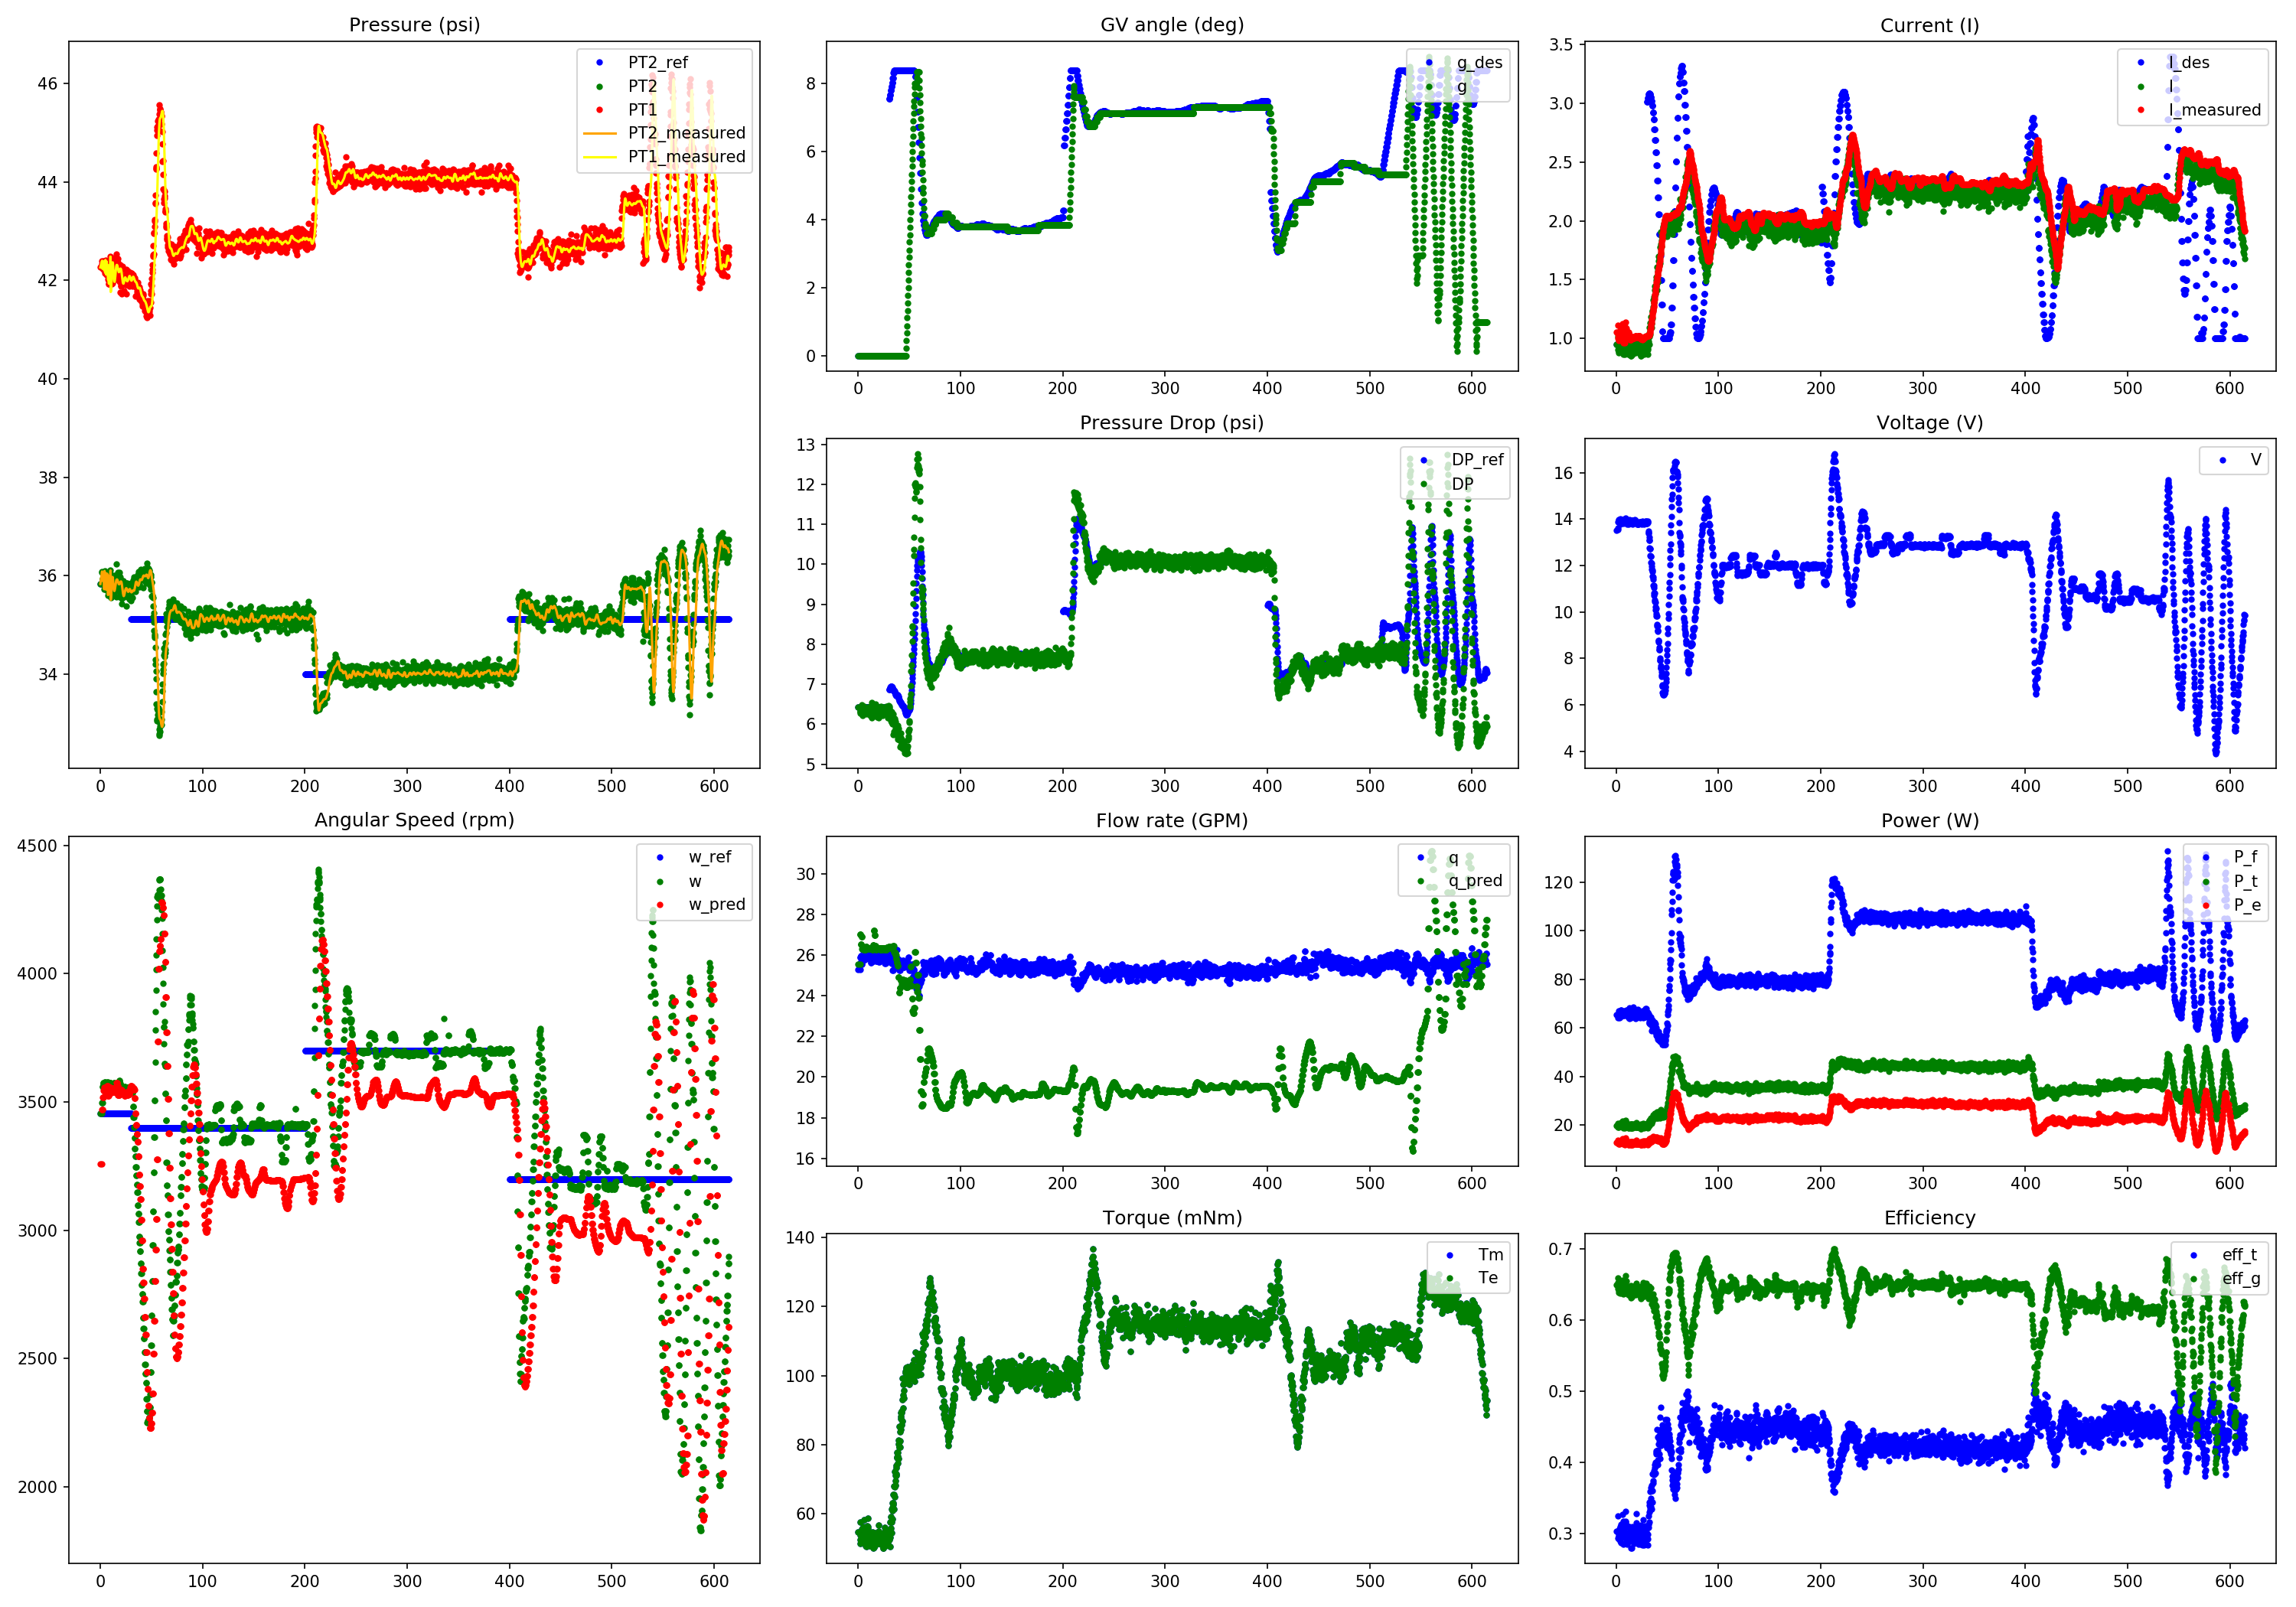 Pressure (psi)
PT2_ref
PT2
PT1
PT2_measured
PT1_measured
46
44
42
40
38
36
34
0 100 200 300 400 500 600
GV angle (deg)
g_des
g
8
6
4
2
0
0 100 200 300 400 500 600
Current (I)
I_des
I
I_measured
3.5
3.0
2.5
2.0
1.5
1.0
0 100 200 300 400 500 600
Pressure Drop (psi)
DP_ref
DP
13
12
11
10
9
8
7
6
5
0 100 200 300 400 500 600
Voltage (V)
V
16
14
12
10
8
6
4
0 100 200 300 400 500 600
Angular Speed (rpm)
w_ref
w
w_pred
4500
4000
3500
3000
2500
2000
0 100 200 300 400 500 600
Flow rate (GPM)
q
q_pred
30
28
26
24
22
20
18
16
0 100 200 300 400 500 600
Power (W)
P_f
P_t
P_e
120
100
80
60
40
20
0 100 200 300 400 500 600
Torque (mNm)
Tm
Te
140
120
100
80
60
0 100 200 300 400 500 600
Efficiency
eff_t
eff_g
0.7
0.6
0.5
0.4
0.3
0 100 200 300 400 500 600